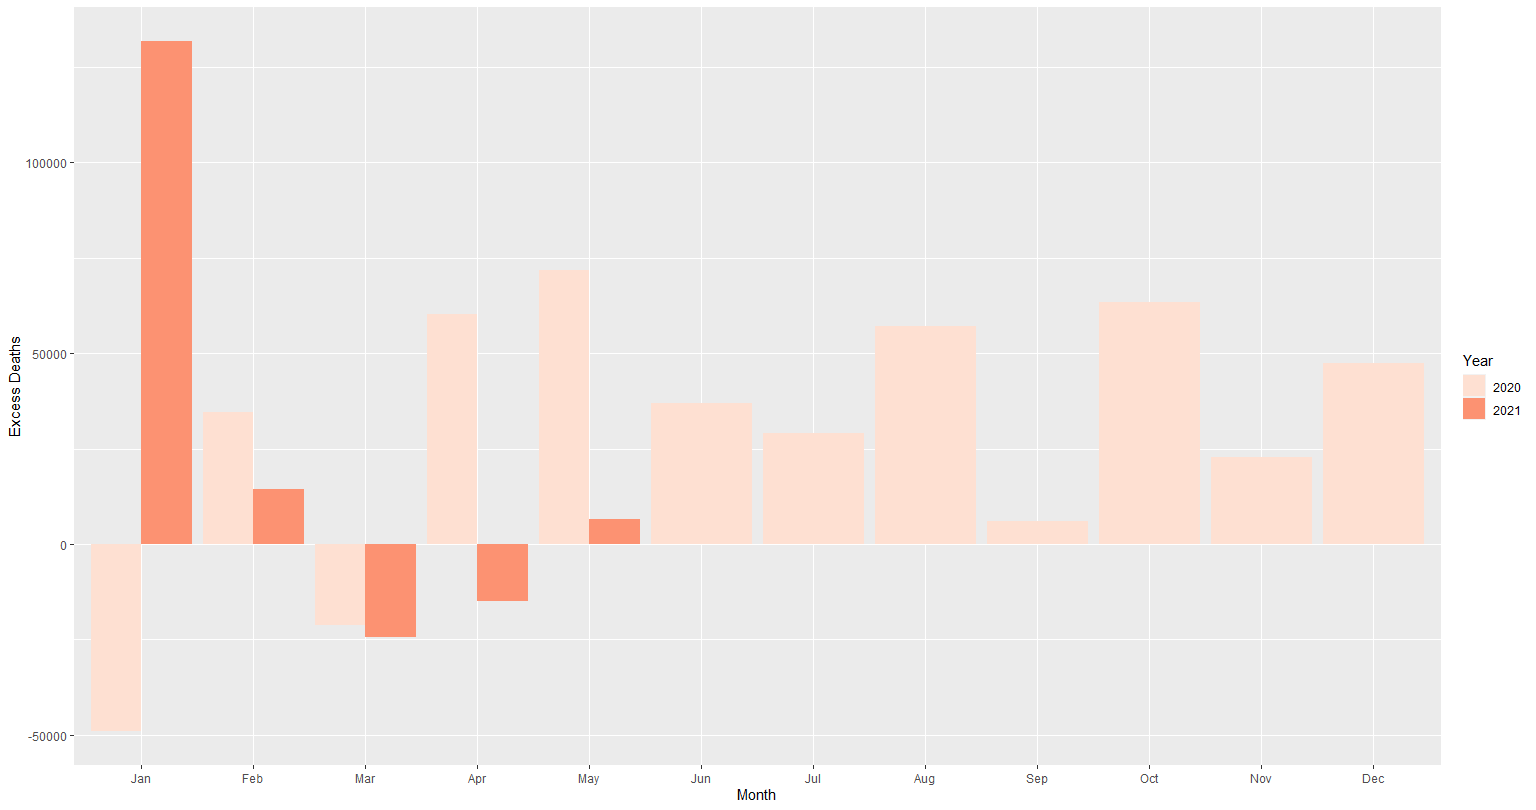 Excess Deaths
100000
50000
0
-50000
Jan Feb Mar Apr May Jun Jul Aug Sep Oct Nov Dec
Month
Year
2020
2021